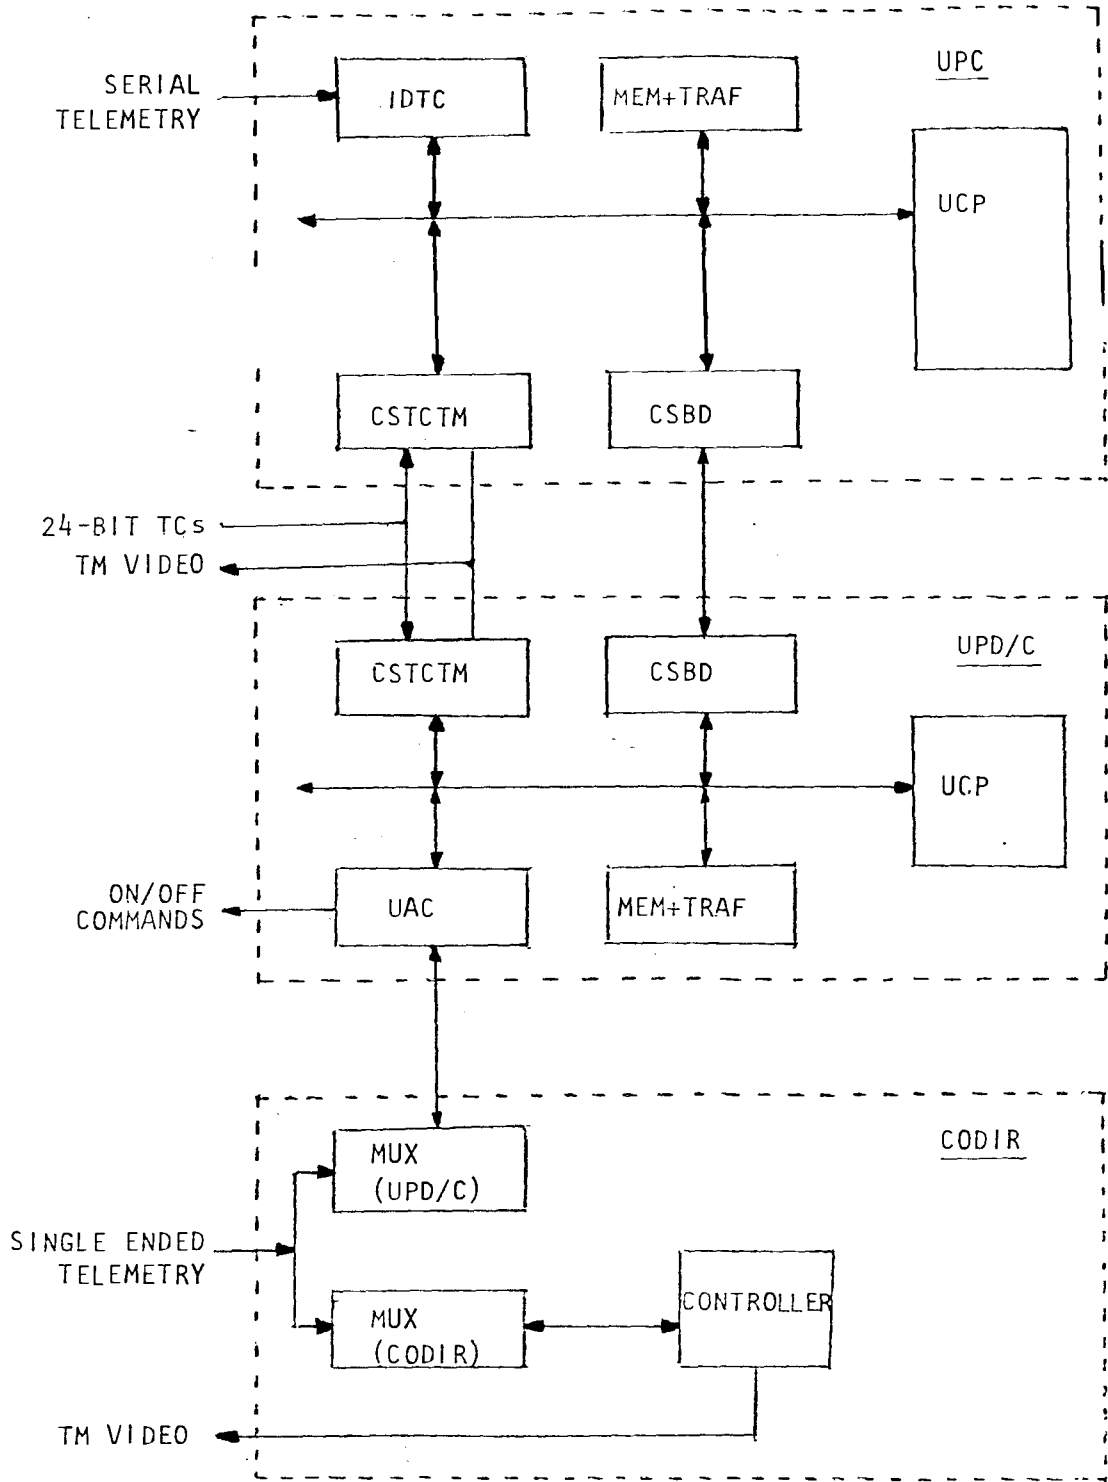 UPC
SERIAL
TELEMETRY
IDTC
MEM+TRAF
UCP
CSTCTM
CSBD
24-BIT TCs
TM VIDEO
UPD/C
CSTCTM
CSBD
UCP
ON/OFF
COMMANDS
UAC
MEM+TRAF
CODIR
MUX
(UPD/C)
SINGLE ENDED
TELEMETRY
CONTROLLER
MUX
(CODIR)
TM VIDEO